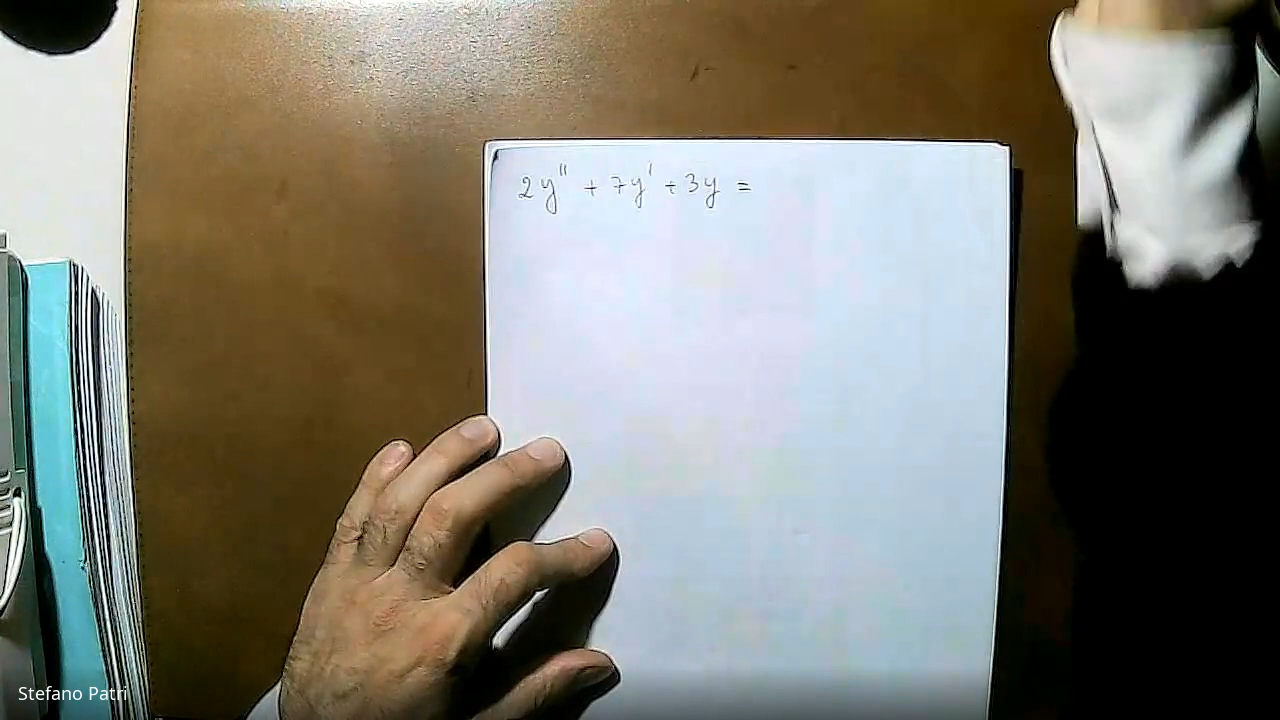 2y'' + 7y' + 3y =
Stefano Patri